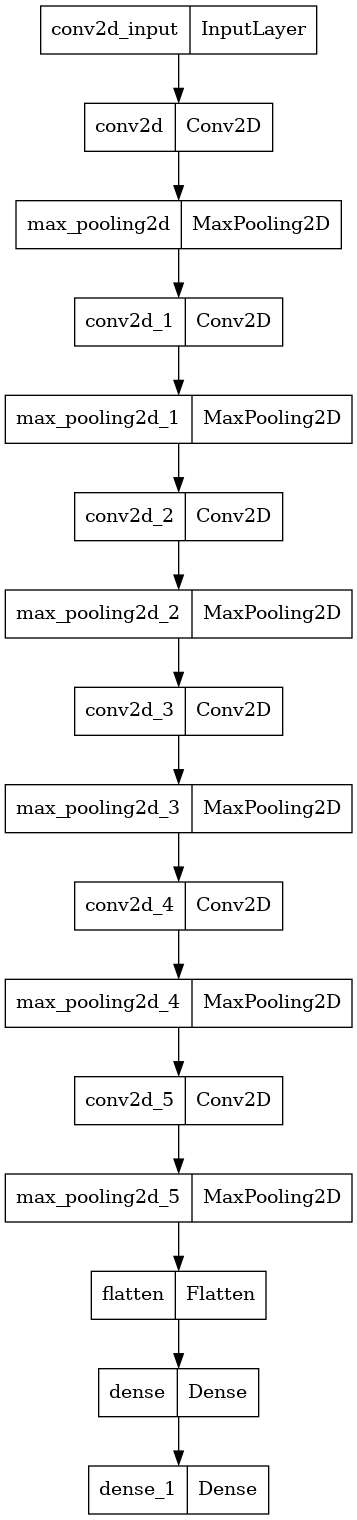 conv2d_input InputLayer
conv2d Conv2D
max_pooling2d MaxPooling2D
conv2d_1 Conv2D
max_pooling2d_1 MaxPooling2D
conv2d_2 Conv2D
max_pooling2d_2 MaxPooling2D
conv2d_3 Conv2D
max_pooling2d_3 MaxPooling2D
conv2d_4 Conv2D
max_pooling2d_4 MaxPooling2D
conv2d_5 Conv2D
max_pooling2d_5 MaxPooling2D
flatten Flatten
dense Dense
dense_1 Dense